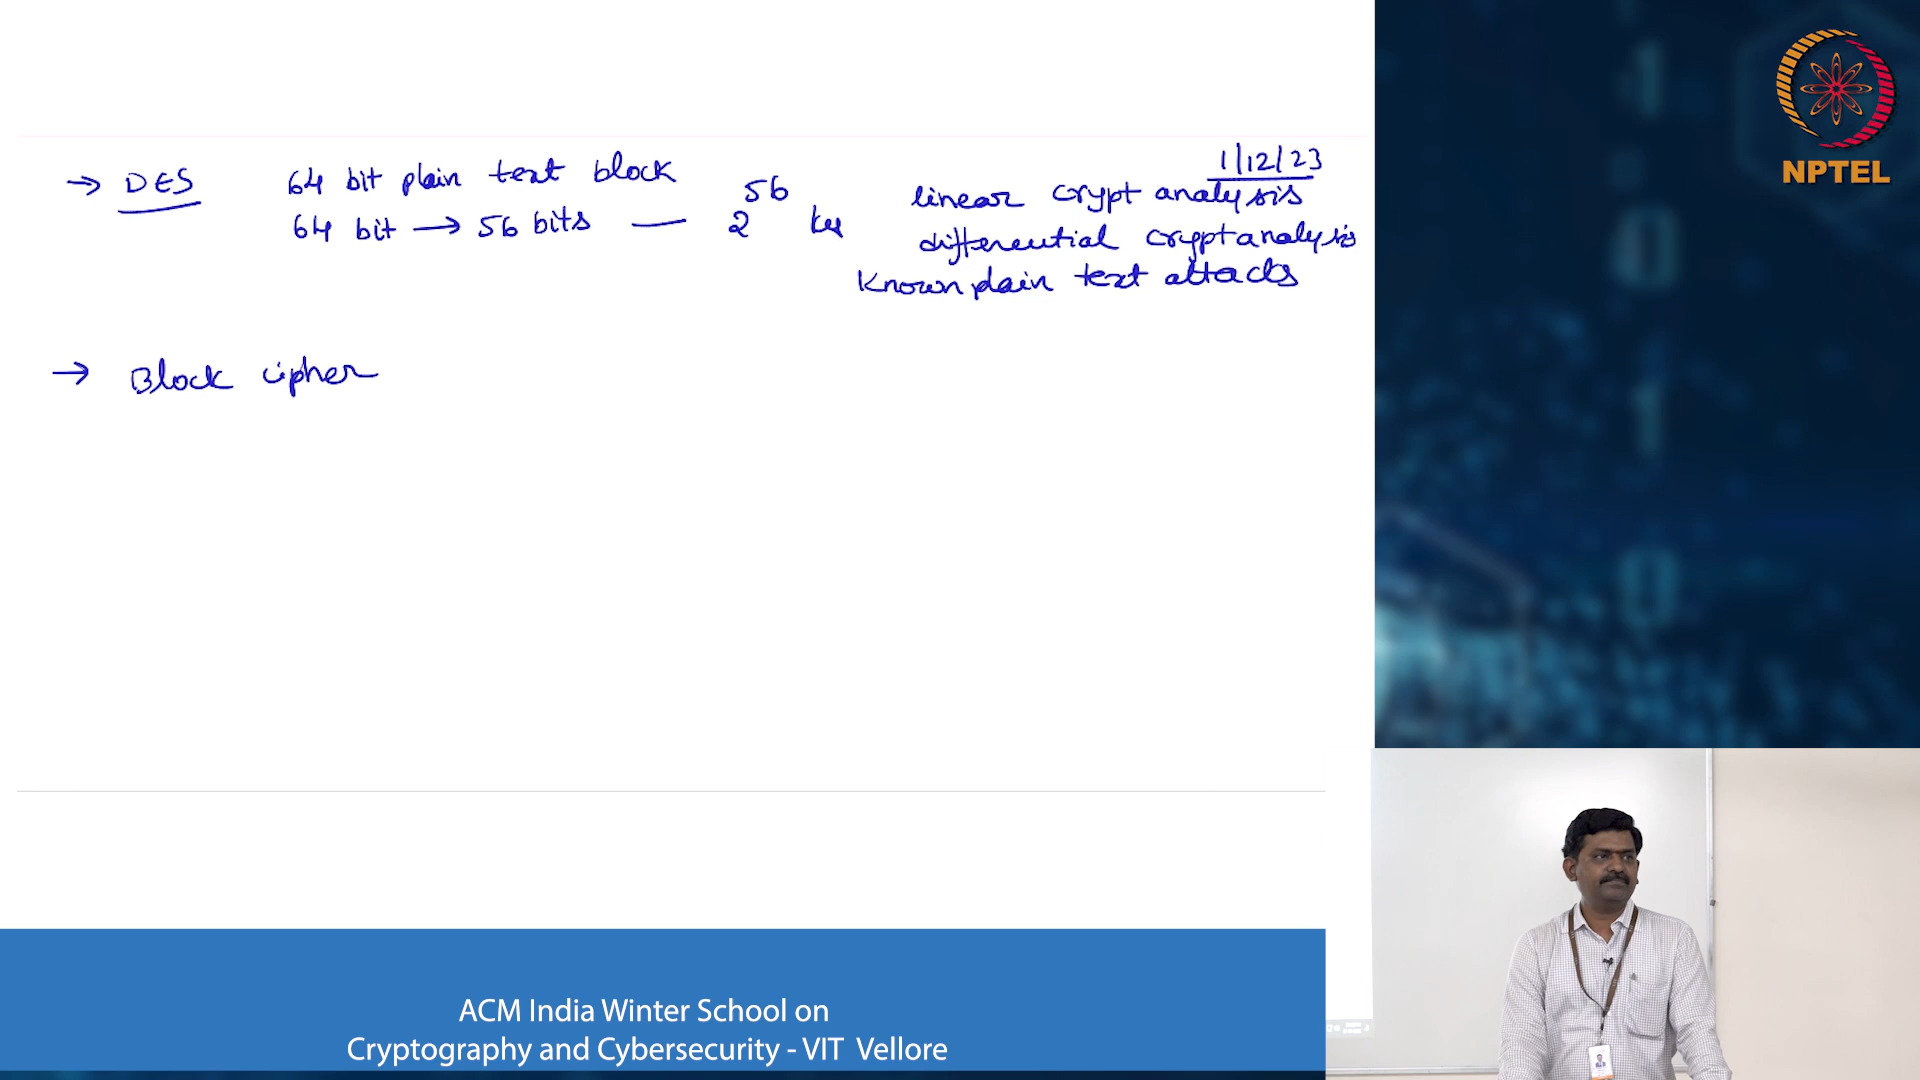 1/12/23
→ DES 64 bit plain text block
64 bit → 56 bits — 2^56 key
linear crypt analysis
differential cryptanalysis
Known plain text attacks
→ Block cipher
NPTEL
ACM India Winter School on
Cryptography and Cybersecurity - VIT Vellore